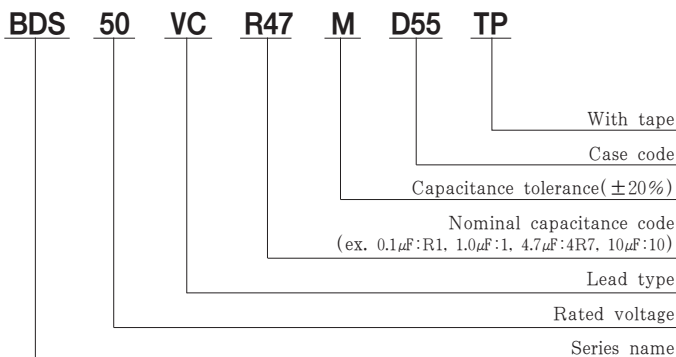 BDS 50 VC R47 M D55 TP
With tape
Case code
Capacitance tolerance(±20%)
Nominal capacitance code
(ex. 0.1μF:R1, 1.0μF:1, 4.7μF:4R7, 10μF:10)
Lead type
Rated voltage
Series name